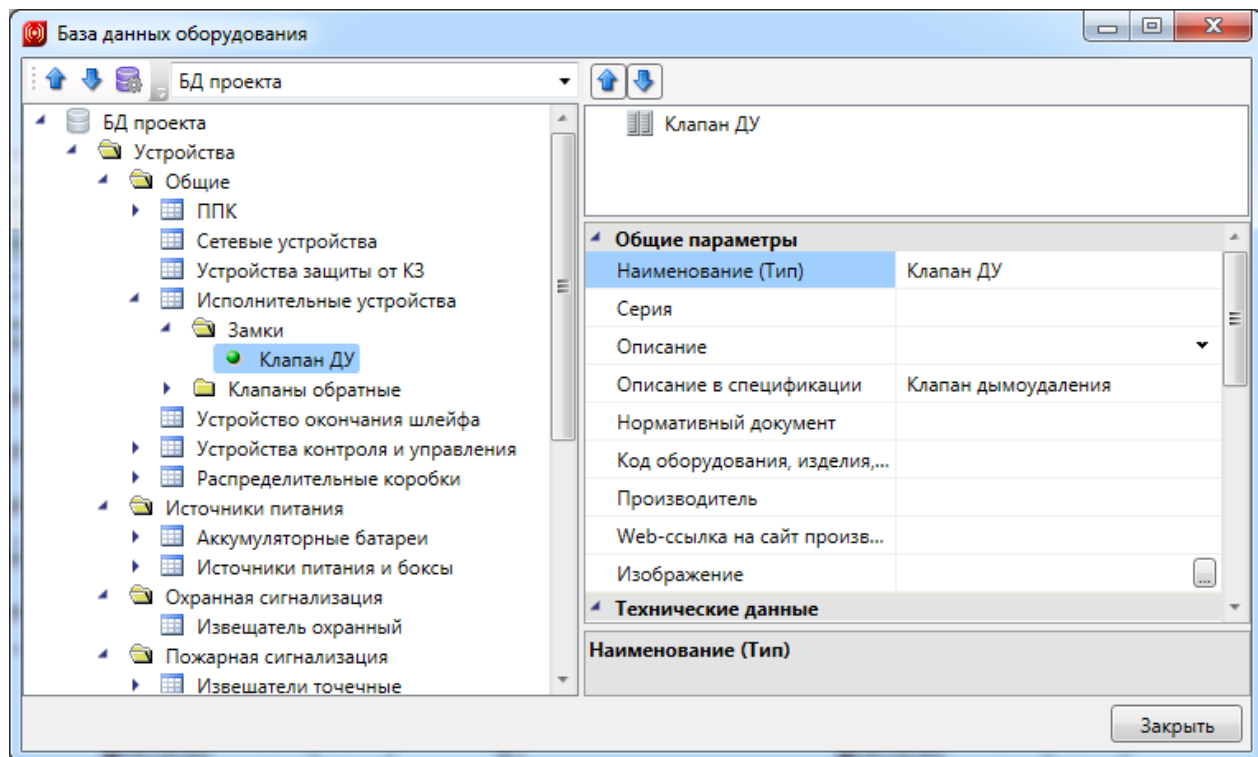 База данных оборудования
БД проекта
БД проекта
Устройства
Общие
ППК
Сетевые устройства
Устройства защиты от КЗ
Исполнительные устройства
Замки
Клапан ДУ
Клапаны обратные
Устройство окончания шлейфа
Устройства контроля и управления
Распределительные коробки
Источники питания
Аккумуляторные батареи
Источники питания и боксы
Охранная сигнализация
Извещатель охранный
Пожарная сигнализация
Извещатели точечные
Клапан ДУ
Общие параметры
Наименование (Тип) Клапан ДУ
Серия
Описание
Описание в спецификации Клапан дымоудаления
Нормативный документ
Код оборудования, изделия,...
Производитель
Web-ссылка на сайт произв...
Изображение ...
Технические данные
Наименование (Тип)
Закрыть